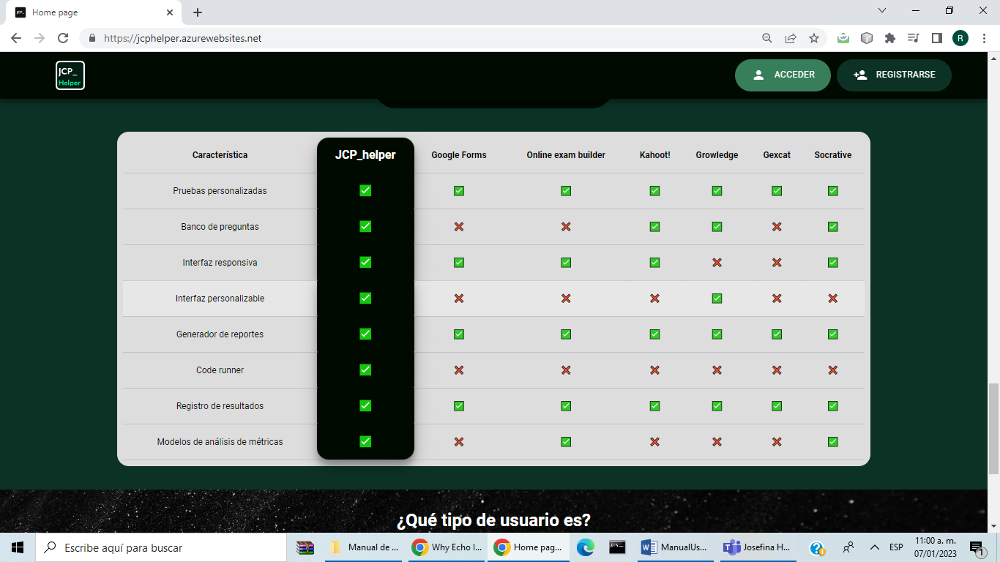 Home page
https://jcphelper.azurewebsites.net
R
JCP_
Helper
ACCEDER
REGISTRARSE
Característica JCP_helper Google Forms Online exam builder Kahoot! Growledge Gexcat Socrative
Pruebas personalizadas ✅ ✅ ✅ ✅ ✅ ✅ ✅
Banco de preguntas ✅ ❌ ❌ ✅ ✅ ❌ ✅
Interfaz responsiva ✅ ✅ ✅ ✅ ❌ ❌ ✅
Interfaz personalizable ✅ ❌ ❌ ❌ ✅ ❌ ❌
Generador de reportes ✅ ✅ ✅ ✅ ✅ ✅ ✅
Code runner ✅ ❌ ❌ ❌ ❌ ❌ ❌
Registro de resultados ✅ ✅ ✅ ✅ ✅ ✅ ✅
Modelos de análisis de métricas ✅ ❌ ✅ ❌ ❌ ❌ ✅
¿Qué tipo de usuario es?
Escribe aquí para buscar
Manual de ...
Why Echo I...
Home pag...
ManualUs...
Josefina H...
ESP
11:00 a. m.
07/01/2023
1